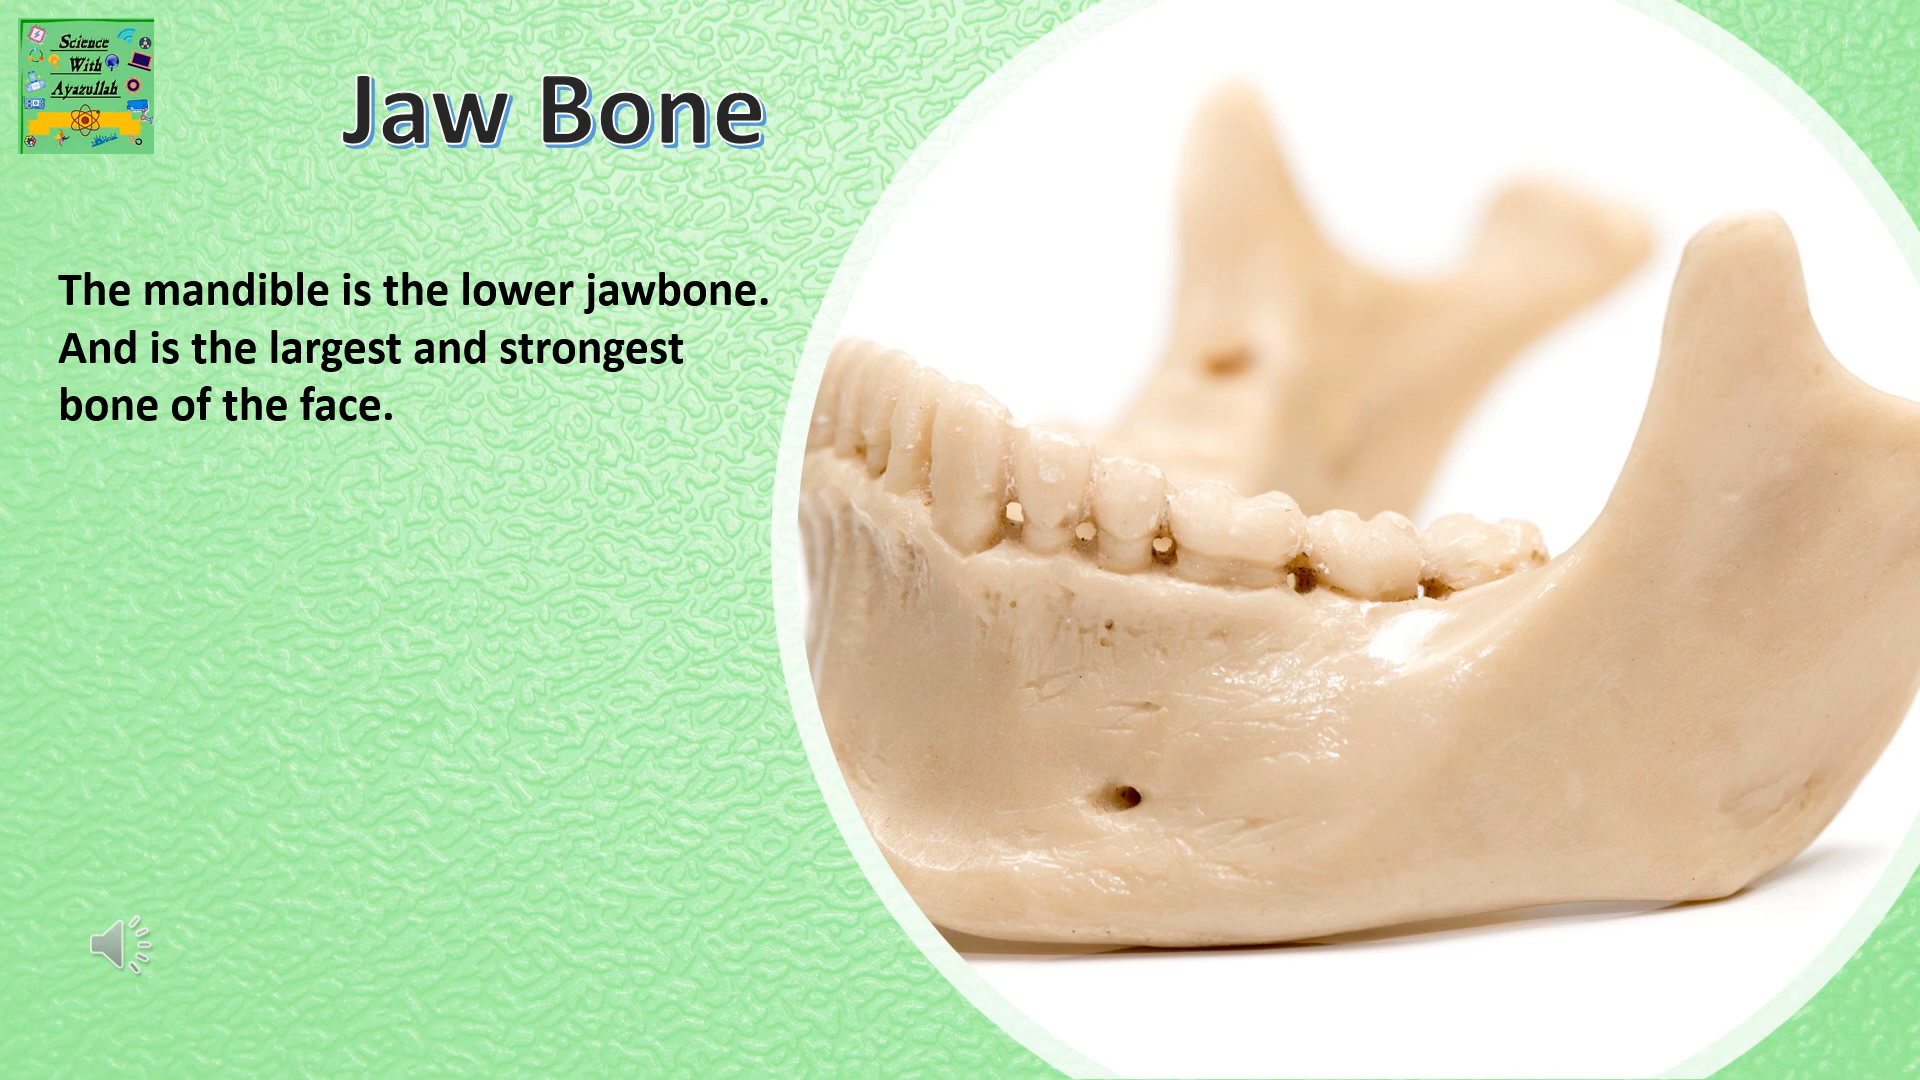 Science
With
Ayazullah
Jaw Bone
The mandible is the lower jawbone.
And is the largest and strongest
bone of the face.